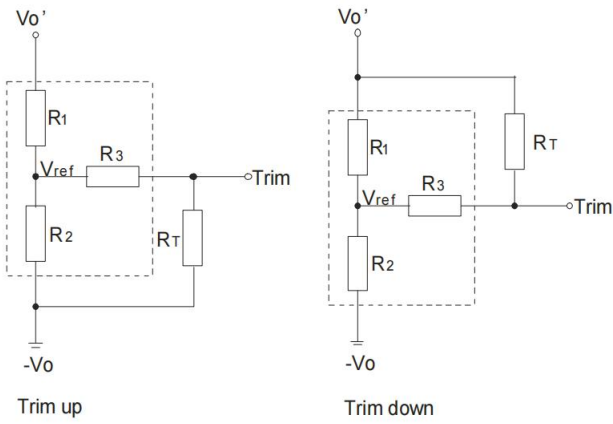 Vo'
R1
Vref
R3
Trim
R2
RT
-Vo
Trim up
Vo'
R1
RT
Vref
R3
Trim
R2
-Vo
Trim down